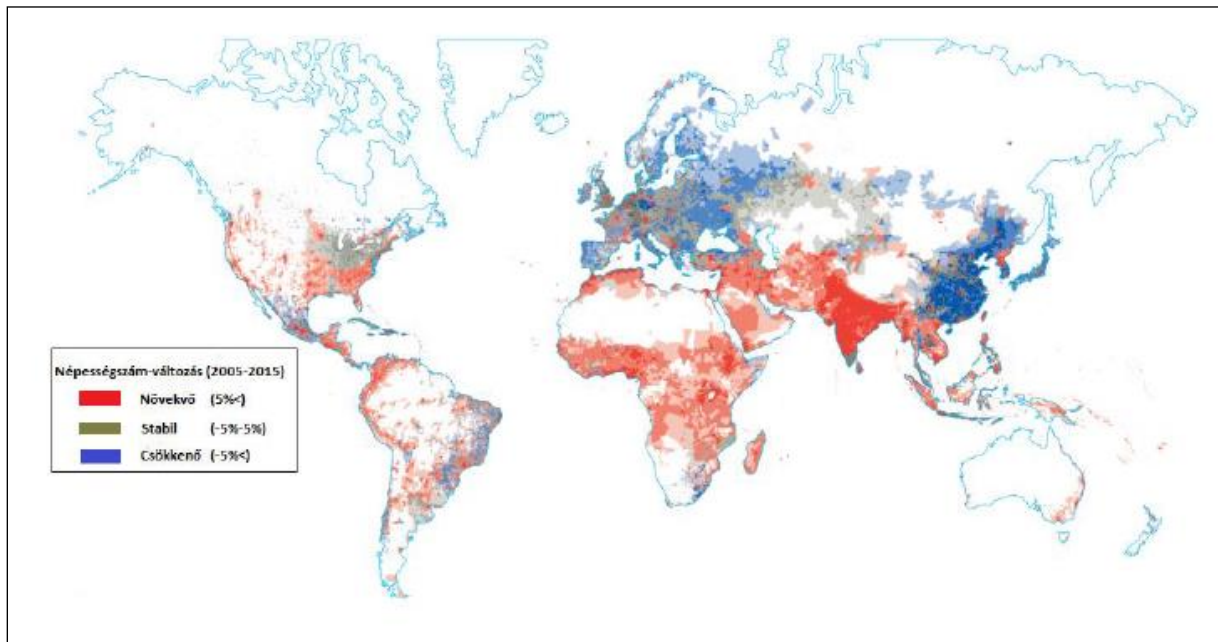 Népességszám-változás (2005-2015)
Növekvő (5%<)
Stabil (-5%-5%)
Csökkenő (-5%<)